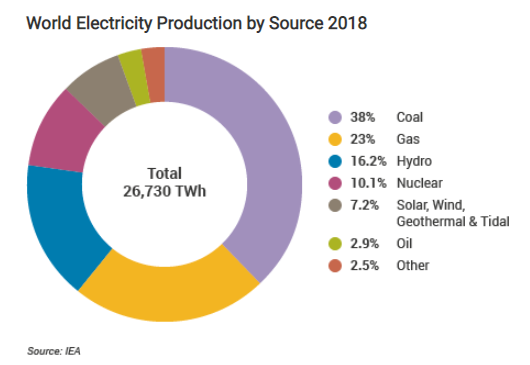 World Electricity Production by Source 2018
Total
26,730 TWh
38% Coal
23% Gas
16.2% Hydro
10.1% Nuclear
7.2% Solar, Wind,
Geothermal & Tidal
2.9% Oil
2.5% Other
Source: IEA